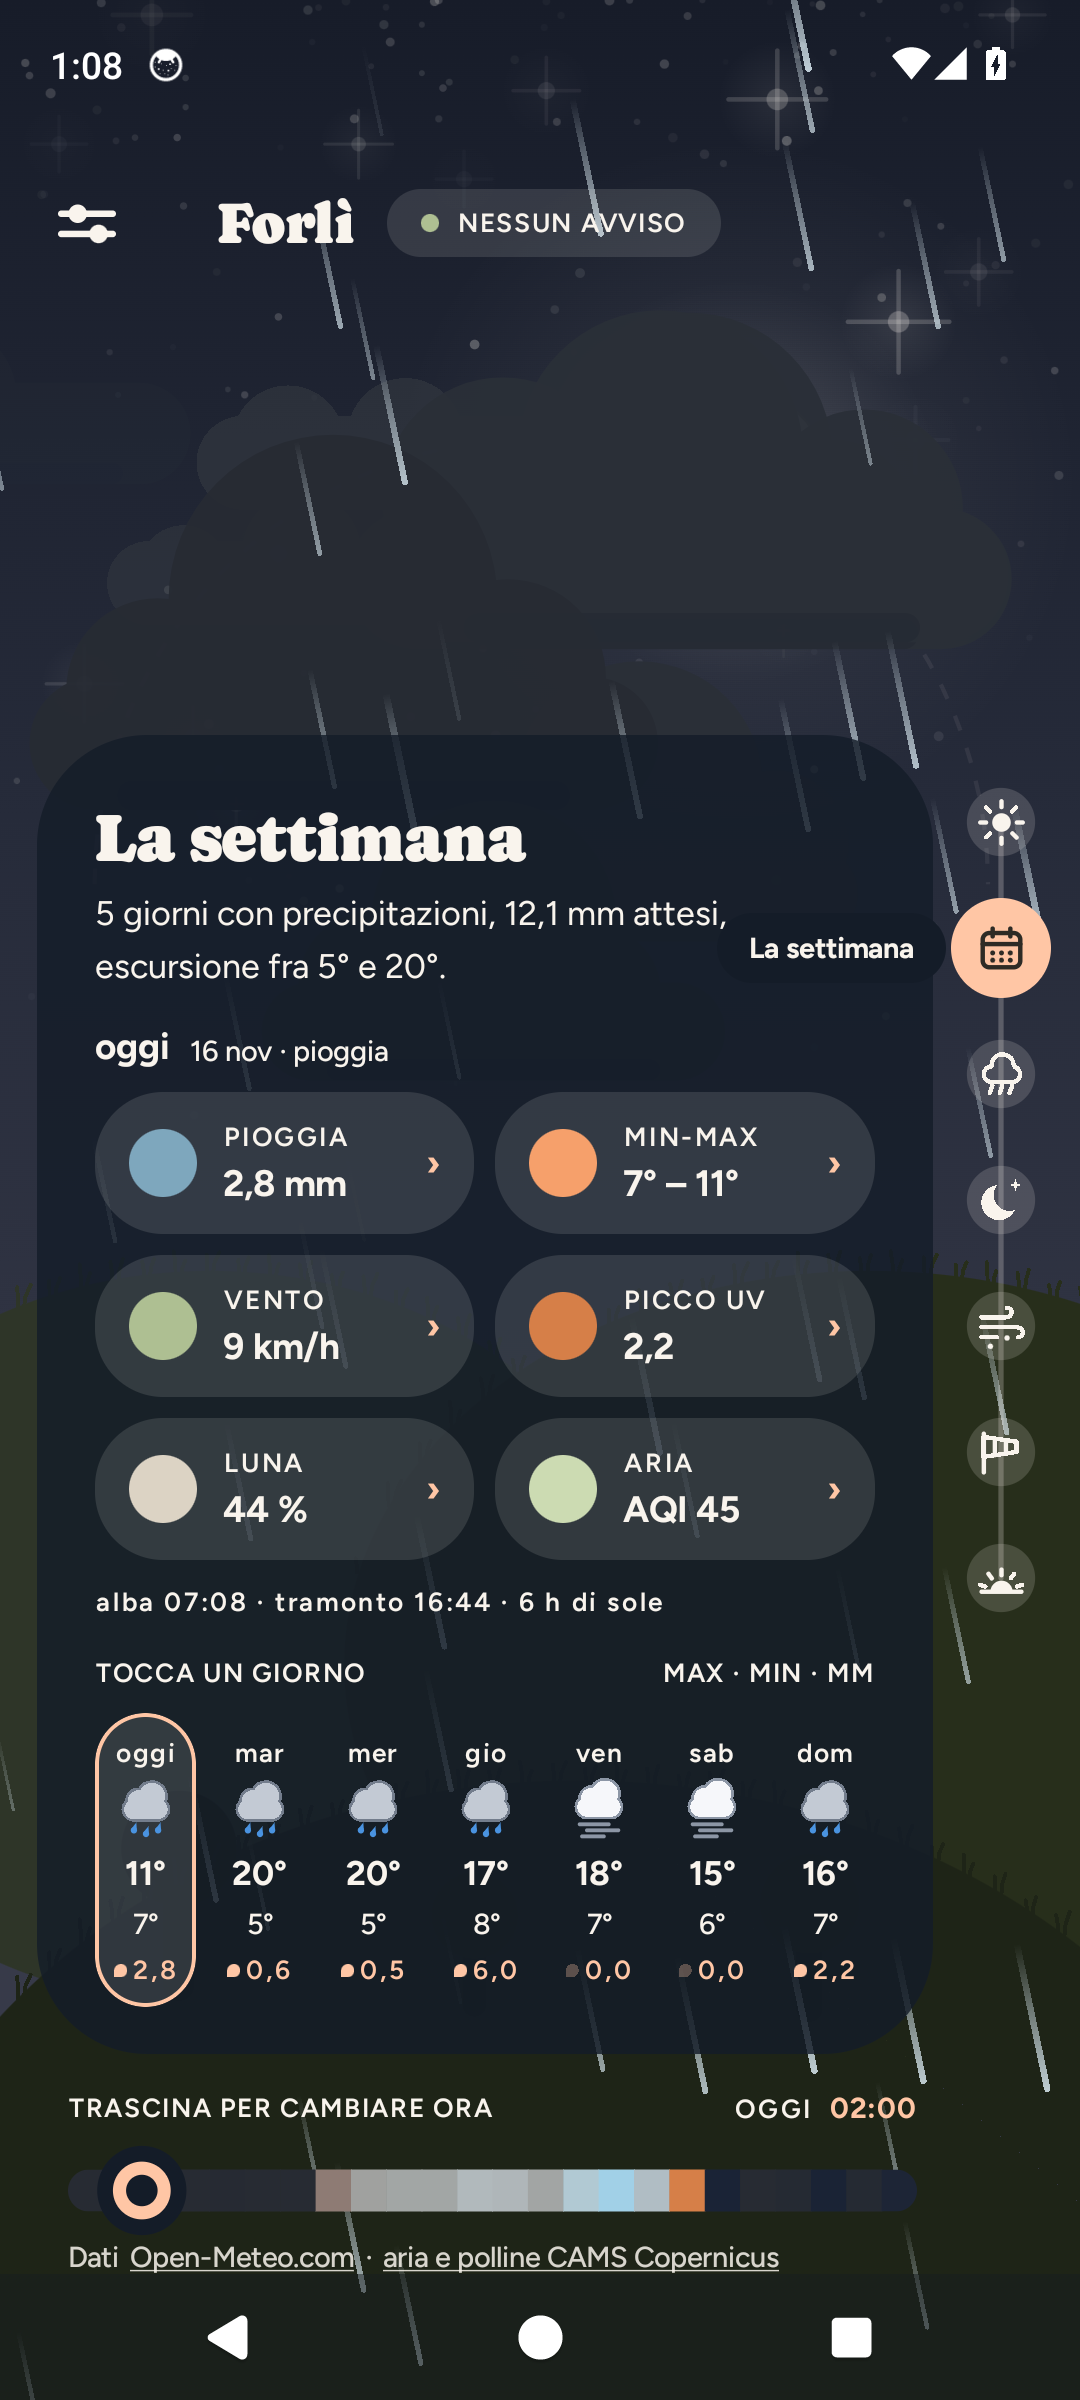 1:08
Forlì
NESSUN AVVISO
La settimana
5 giorni con precipitazioni, 12,1 mm attesi,
escursione fra 5° e 20°.
La settimana
oggi 16 nov · pioggia
PIOGGIA
2,8 mm ›
MIN-MAX
7° – 11° ›
VENTO
9 km/h ›
PICCO UV
2,2 ›
LUNA
44 % ›
ARIA
AQI 45 ›
alba 07:08 · tramonto 16:44 · 6 h di sole
TOCCA UN GIORNO MAX · MIN · MM
oggi mar mer gio ven sab dom
11° 20° 20° 17° 18° 15° 16°
7° 5° 5° 8° 7° 6° 7°
2,8 0,6 0,5 6,0 0,0 0,0 2,2
TRASCINA PER CAMBIARE ORA OGGI 02:00
Dati Open-Meteo.com · aria e polline CAMS Copernicus